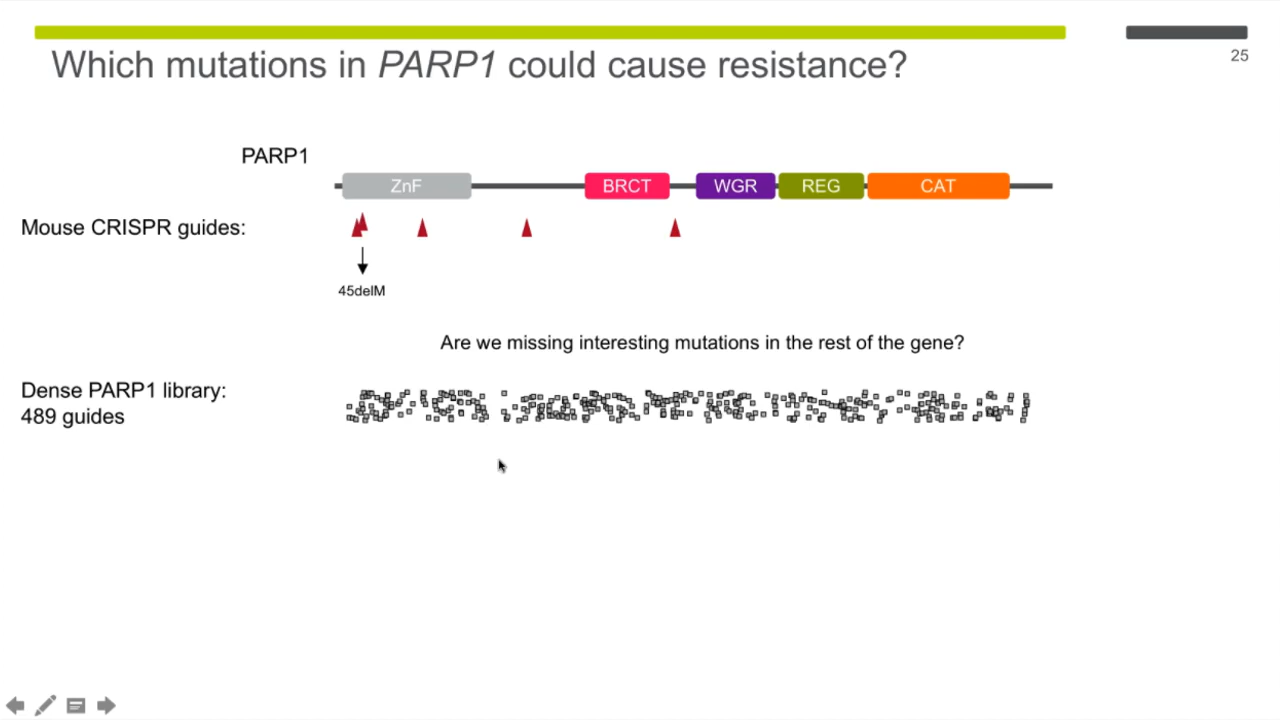 Which mutations in PARP1 could cause resistance?
25
PARP1
ZnF
BRCT
WGR
REG
CAT
Mouse CRISPR guides:
45delM
Are we missing interesting mutations in the rest of the gene?
Dense PARP1 library:
489 guides